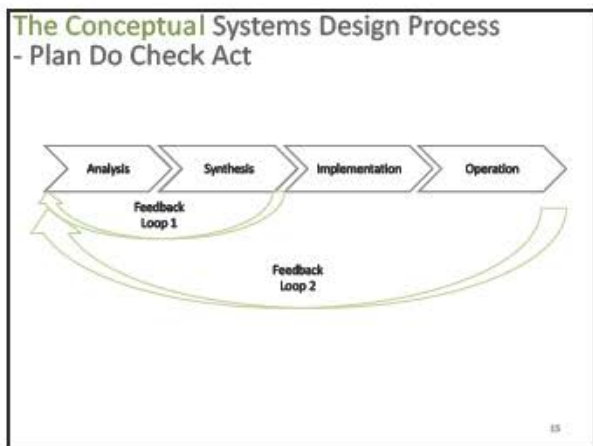 The Conceptual Systems Design Process
- Plan Do Check Act
Analysis
Synthesis
Implementation
Operation
Feedback
Loop 1
Feedback
Loop 2
15